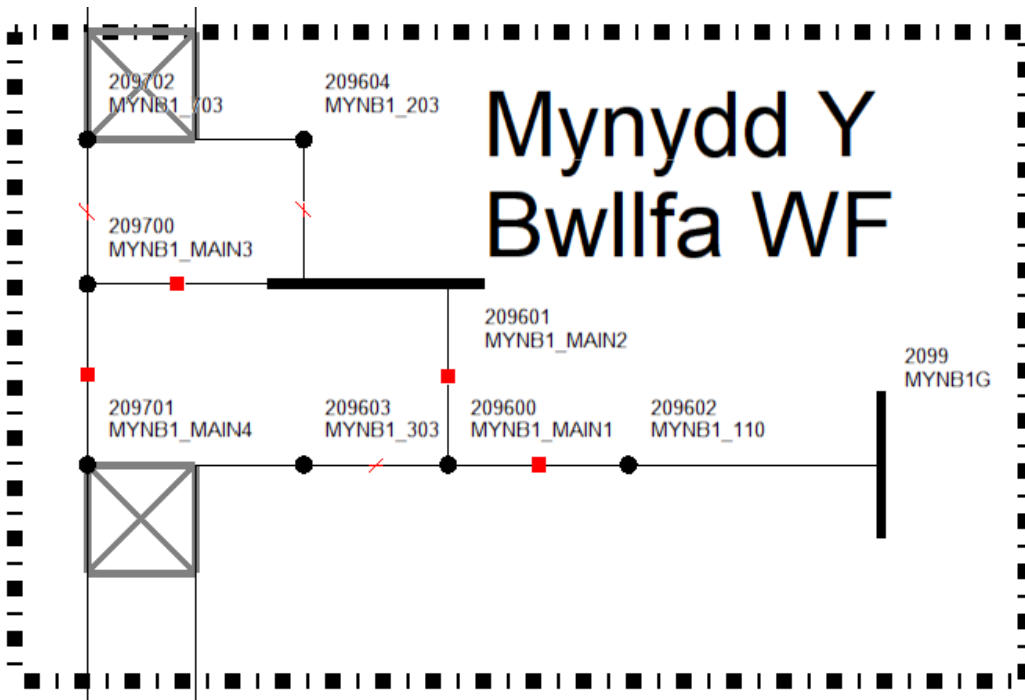 209702
MYNB1_703
209604
MYNB1_203
Mynydd Y
Bwllfa WF
209700
MYNB1_MAIN3
209601
MYNB1_MAIN2
2099
MYNB1G
209701
MYNB1_MAIN4
209603
MYNB1_303
209600
MYNB1_MAIN1
209602
MYNB1_110